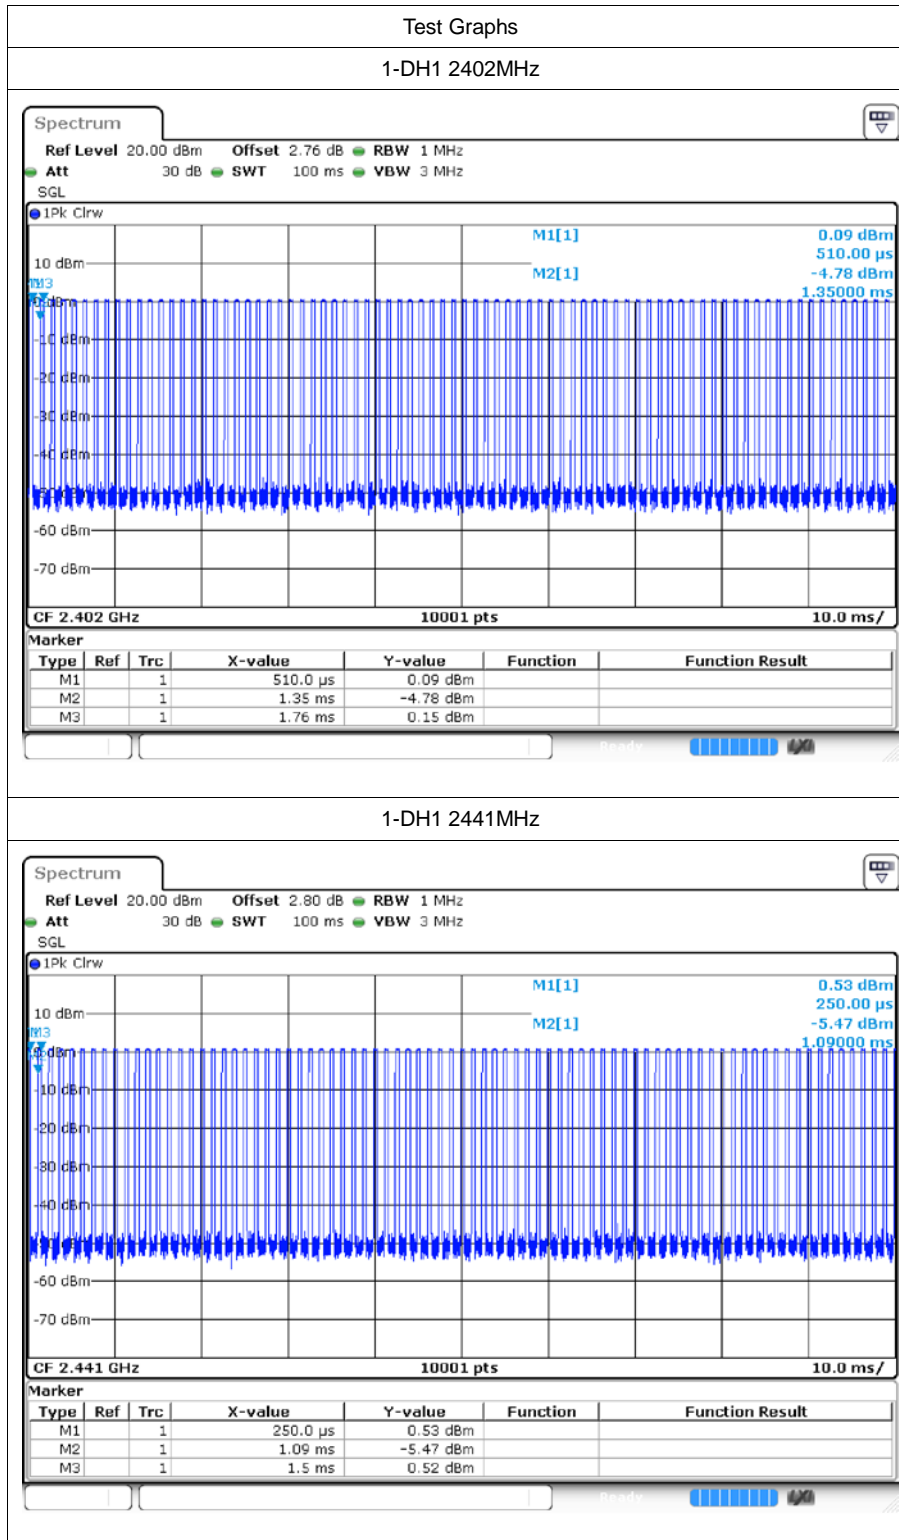 Test Graphs
1-DH1 2402MHz
Spectrum
Ref Level 20.00 dBm Offset 2.76 dB RBW 1 MHz
Att 30 dB SWT 100 ms VBW 3 MHz
SGL
1Pk Clrw
M1[1] 0.09 dBm
510.00 µs
10 dBm
M2[1] -4.78 dBm
1.35000 ms
M3
-10 dBm
-20 dBm
-30 dBm
-40 dBm
-60 dBm
-70 dBm
CF 2.402 GHz 10001 pts 10.0 ms/
Marker
Type Ref Trc X-value Y-value Function Function Result
M1 1 510.0 µs 0.09 dBm
M2 1 1.35 ms -4.78 dBm
M3 1 1.76 ms 0.15 dBm
Ready
1-DH1 2441MHz
Spectrum
Ref Level 20.00 dBm Offset 2.80 dB RBW 1 MHz
Att 30 dB SWT 100 ms VBW 3 MHz
SGL
1Pk Clrw
M1[1] 0.53 dBm
250.00 µs
10 dBm
M2[1] -5.47 dBm
1.09000 ms
M3
-10 dBm
-20 dBm
-30 dBm
-40 dBm
-60 dBm
-70 dBm
CF 2.441 GHz 10001 pts 10.0 ms/
Marker
Type Ref Trc X-value Y-value Function Function Result
M1 1 250.0 µs 0.53 dBm
M2 1 1.09 ms -5.47 dBm
M3 1 1.5 ms 0.52 dBm
Ready